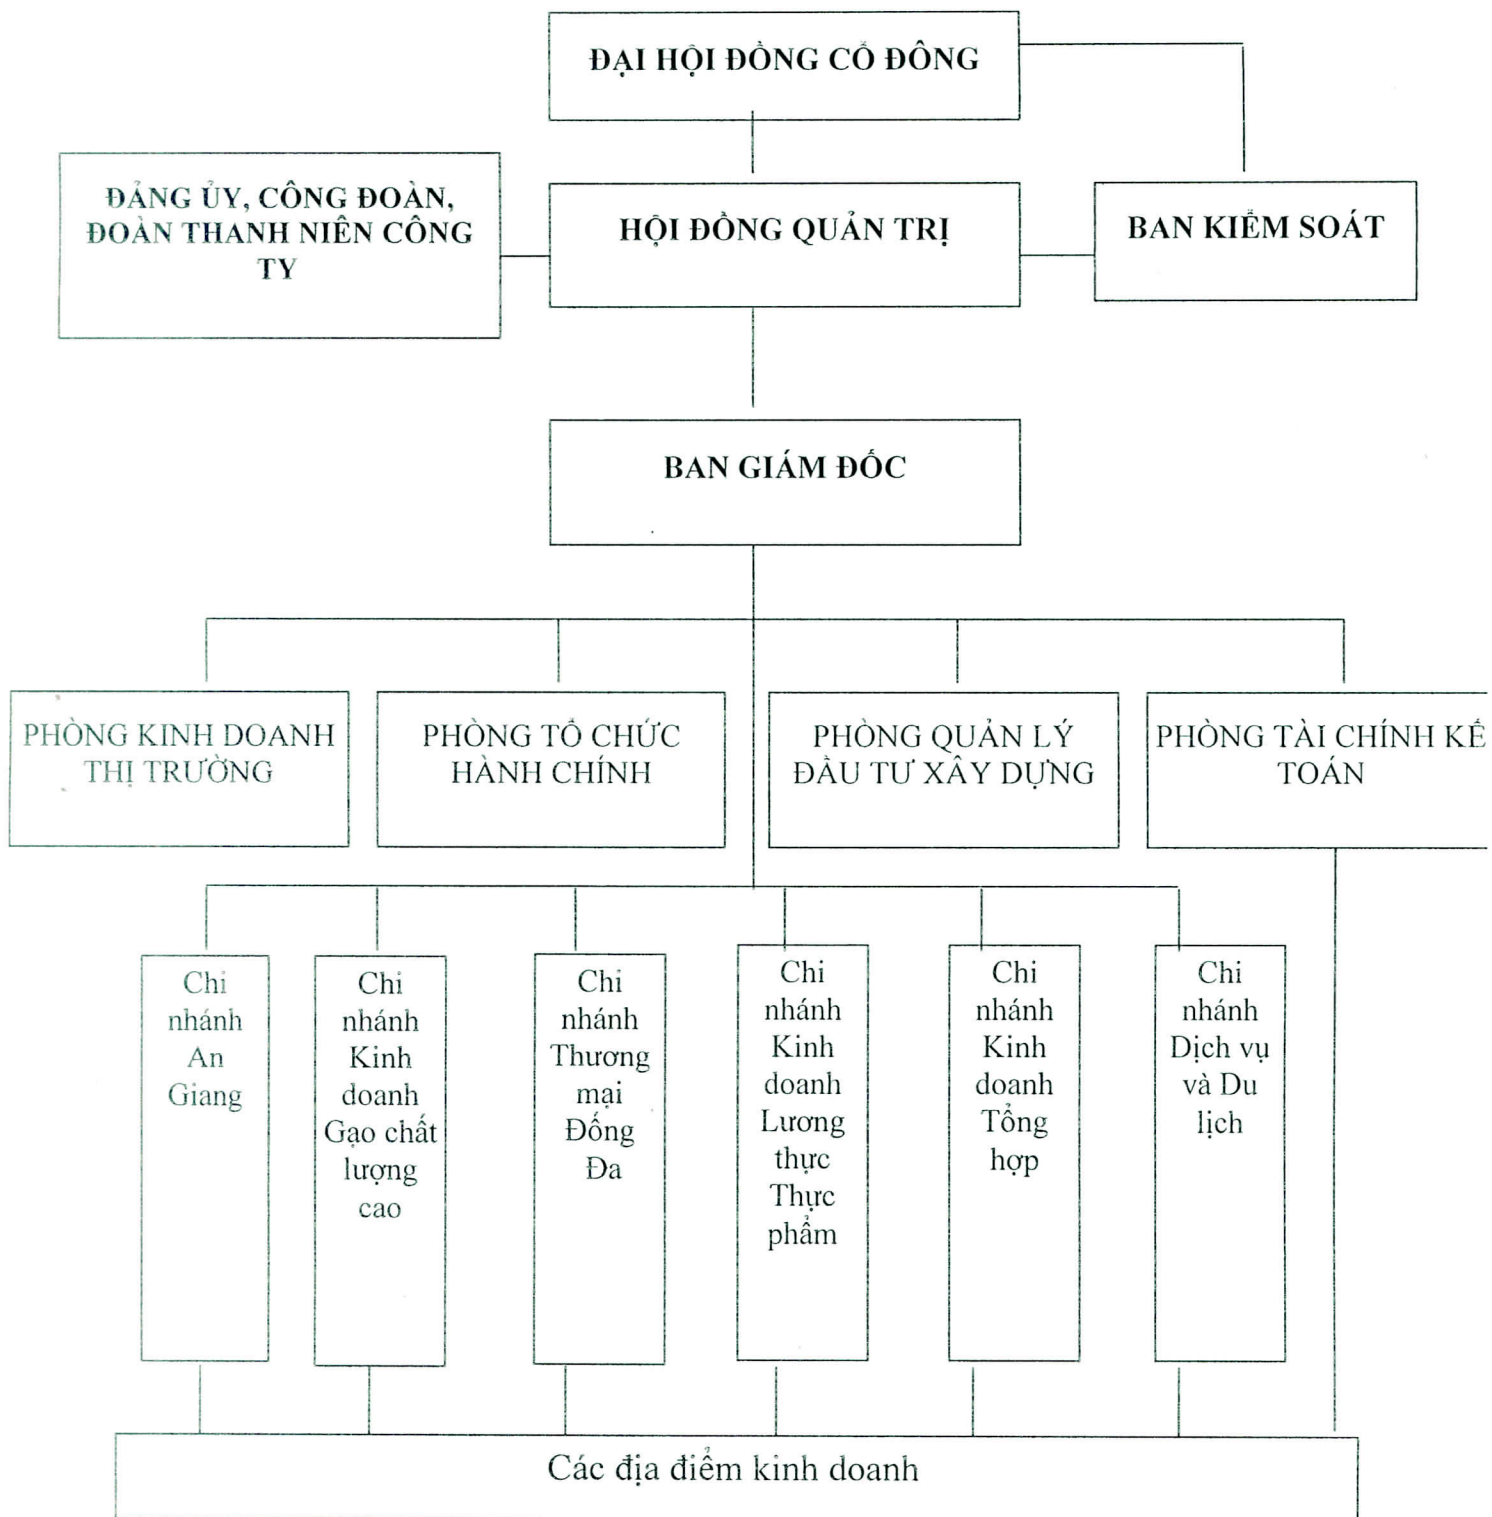 ĐẠI HỘI ĐỒNG CỔ ĐÔNG
ĐẢNG ỦY, CÔNG ĐOÀN,
ĐOÀN THANH NIÊN CÔNG
TY
HỘI ĐỒNG QUẢN TRỊ
BAN KIỂM SOÁT
BAN GIÁM ĐỐC
PHÒNG KINH DOANH
THỊ TRƯỜNG
PHÒNG TỔ CHỨC
HÀNH CHÍNH
PHÒNG QUẢN LÝ
ĐẦU TƯ XÂY DỰNG
PHÒNG TÀI CHÍNH KẾ
TOÁN
Chi
nhánh
An
Giang
Chi
nhánh
Kinh
doanh
Gạo chất
lượng
cao
Chi
nhánh
Thương
mại
Đống
Đa
Chi
nhánh
Kinh
doanh
Lương
thực
Thực
phẩm
Chi
nhánh
Kinh
doanh
Tổng
hợp
Chi
nhánh
Dịch vụ
và Du
lịch
Các địa điểm kinh doanh